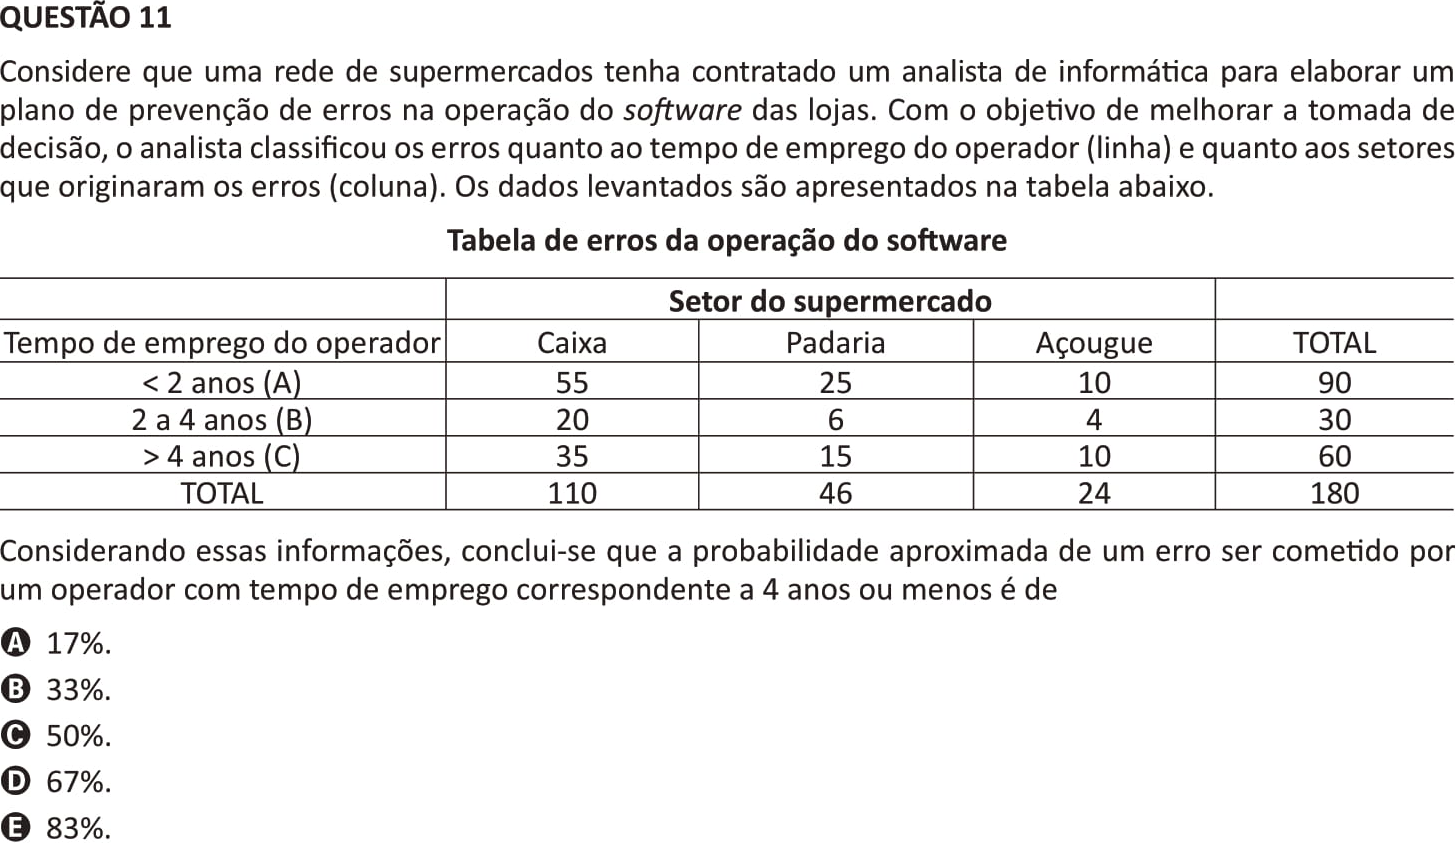 QUESTÃO 11
Considere que uma rede de supermercados tenha contratado um analista de informática para elaborar um
plano de prevenção de erros na operação do software das lojas. Com o objetivo de melhorar a tomada de
decisão, o analista classificou os erros quanto ao tempo de emprego do operador (linha) e quanto aos setores
que originaram os erros (coluna). Os dados levantados são apresentados na tabela abaixo.
Tabela de erros da operação do software
Setor do supermercado
Tempo de emprego do operador Caixa Padaria Açougue TOTAL
< 2 anos (A) 55 25 10 90
2 a 4 anos (B) 20 6 4 30
> 4 anos (C) 35 15 10 60
TOTAL 110 46 24 180
Considerando essas informações, conclui-se que a probabilidade aproximada de um erro ser cometido por
um operador com tempo de emprego correspondente a 4 anos ou menos é de
A 17%.
B 33%.
C 50%.
D 67%.
E 83%.